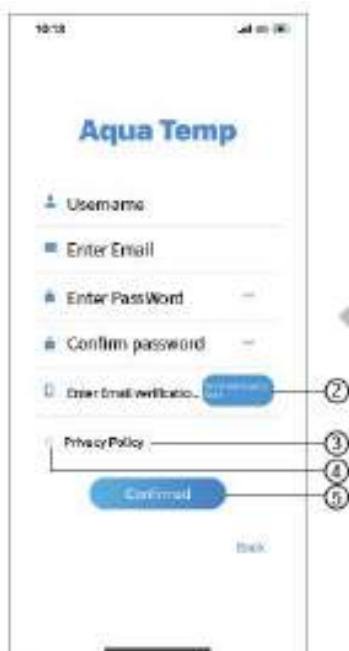 10:13
Aqua Temp
Username
Enter Email
Enter PassWord
Confirm password
Enter Email verificatio...
②
Privacy Policy
③
④
Confirmed
⑤
Back